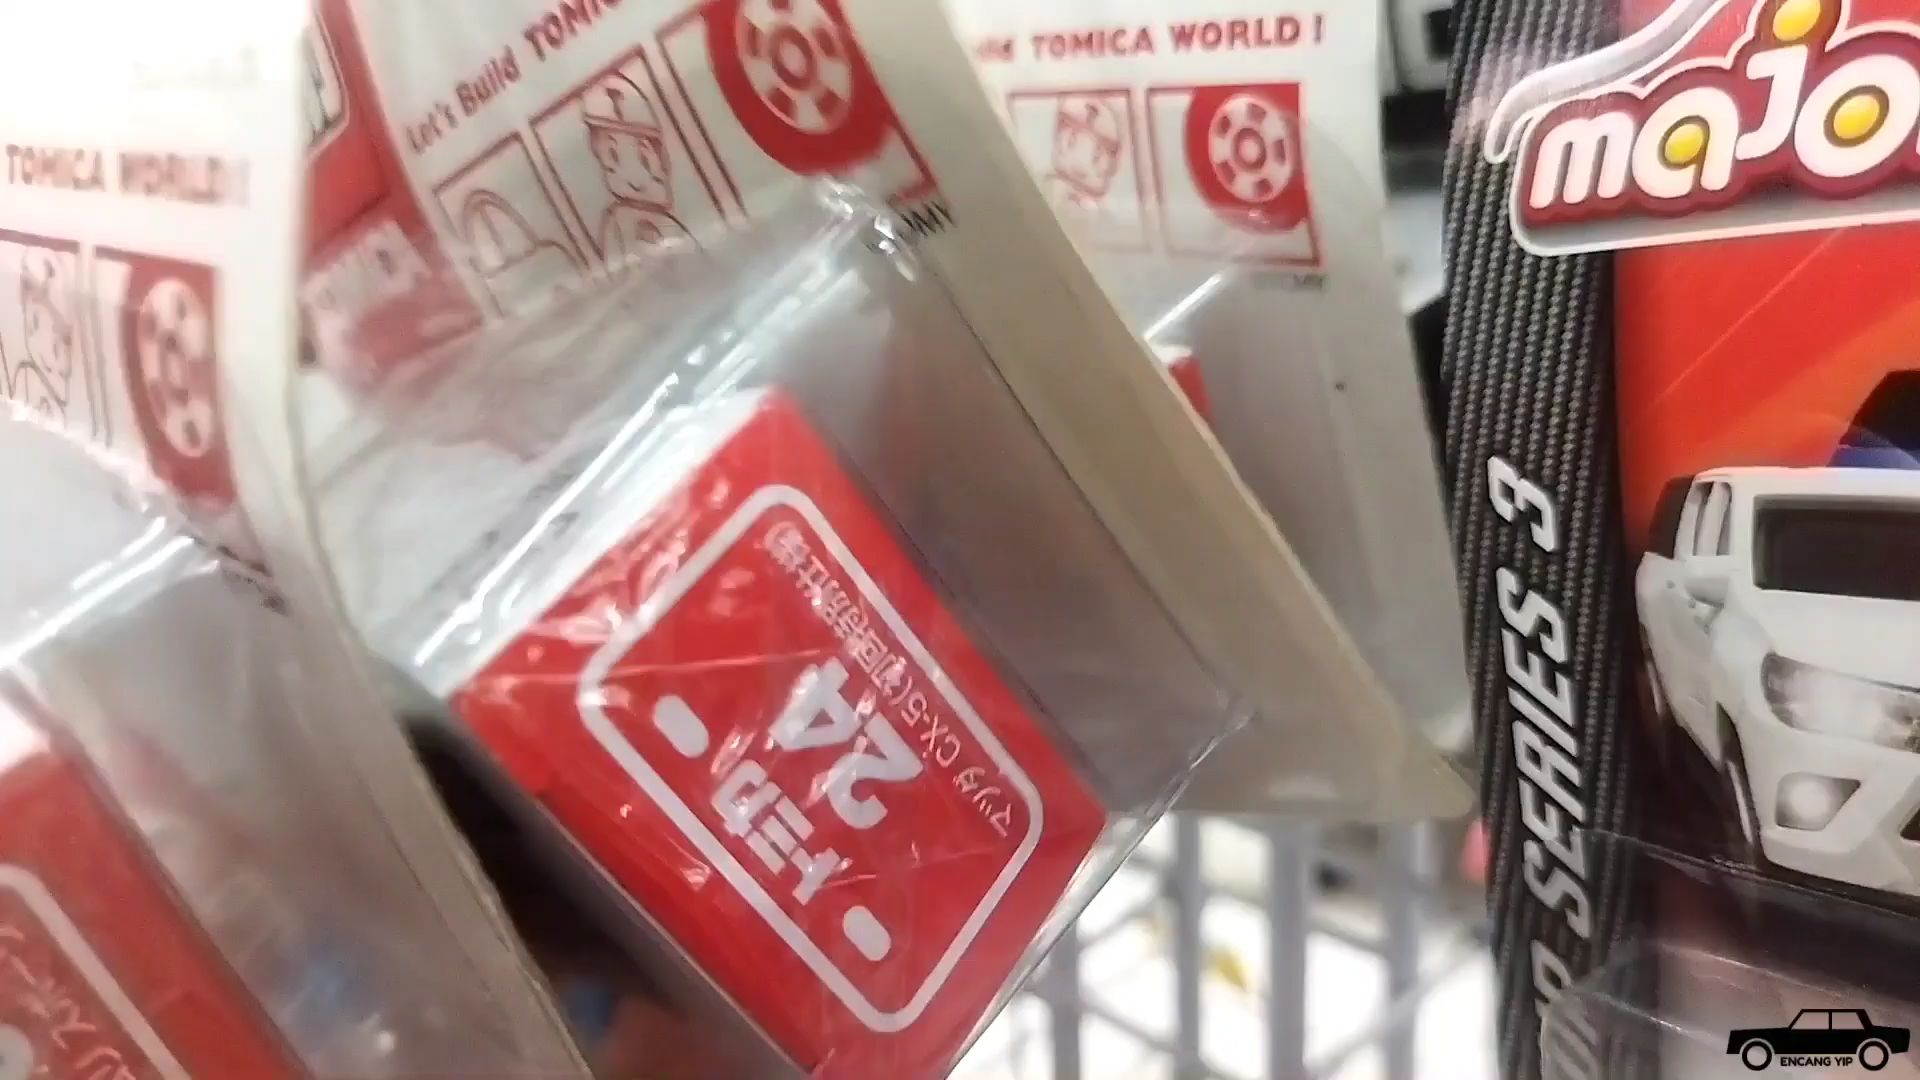 TOMICA WORLD!
Let's Build TOMIC
TOMICA WORLD!
TOMICA
majo
SERIES 3
トミカ
24
マツダ CX-5(初回特別仕様)
ENCANG YIP